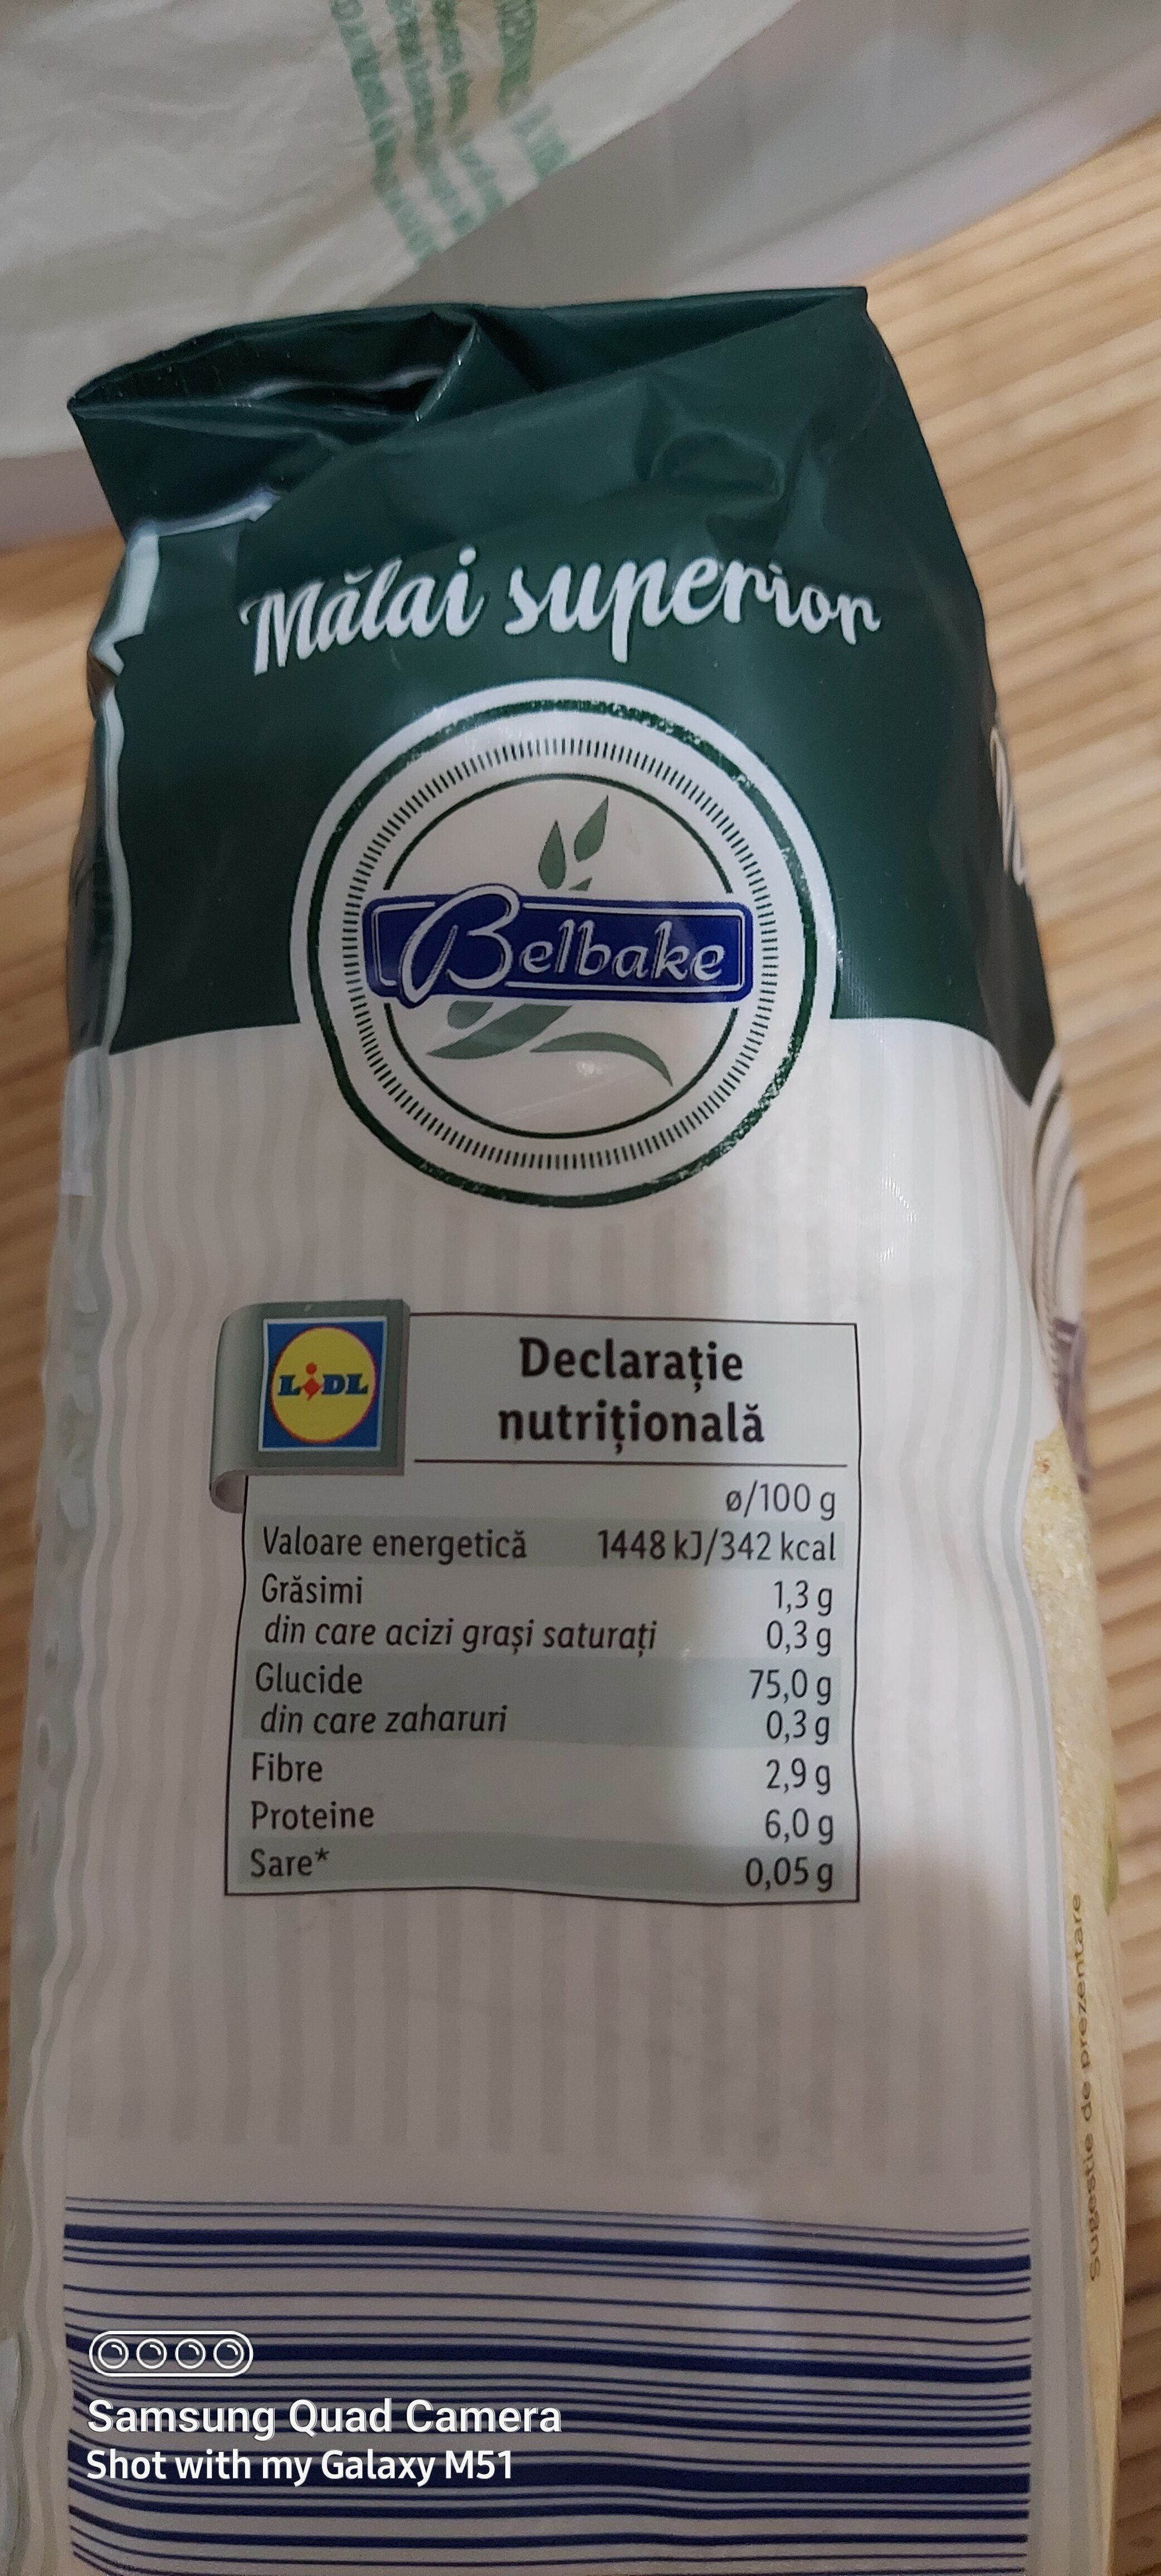 Mălai superior
Belbake
LIDL
Declarație
nutrițională
ø/100 g
Valoare energetică 1448 kJ/342 kcal
Grăsimi 1,3 g
din care acizi grași saturați 0,3 g
Glucide 75,0 g
din care zaharuri 0,3 g
Fibre 2,9 g
Proteine 6,0 g
Sare* 0,05 g
Sugestie de prezentare
Samsung Quad Camera
Shot with my Galaxy M51